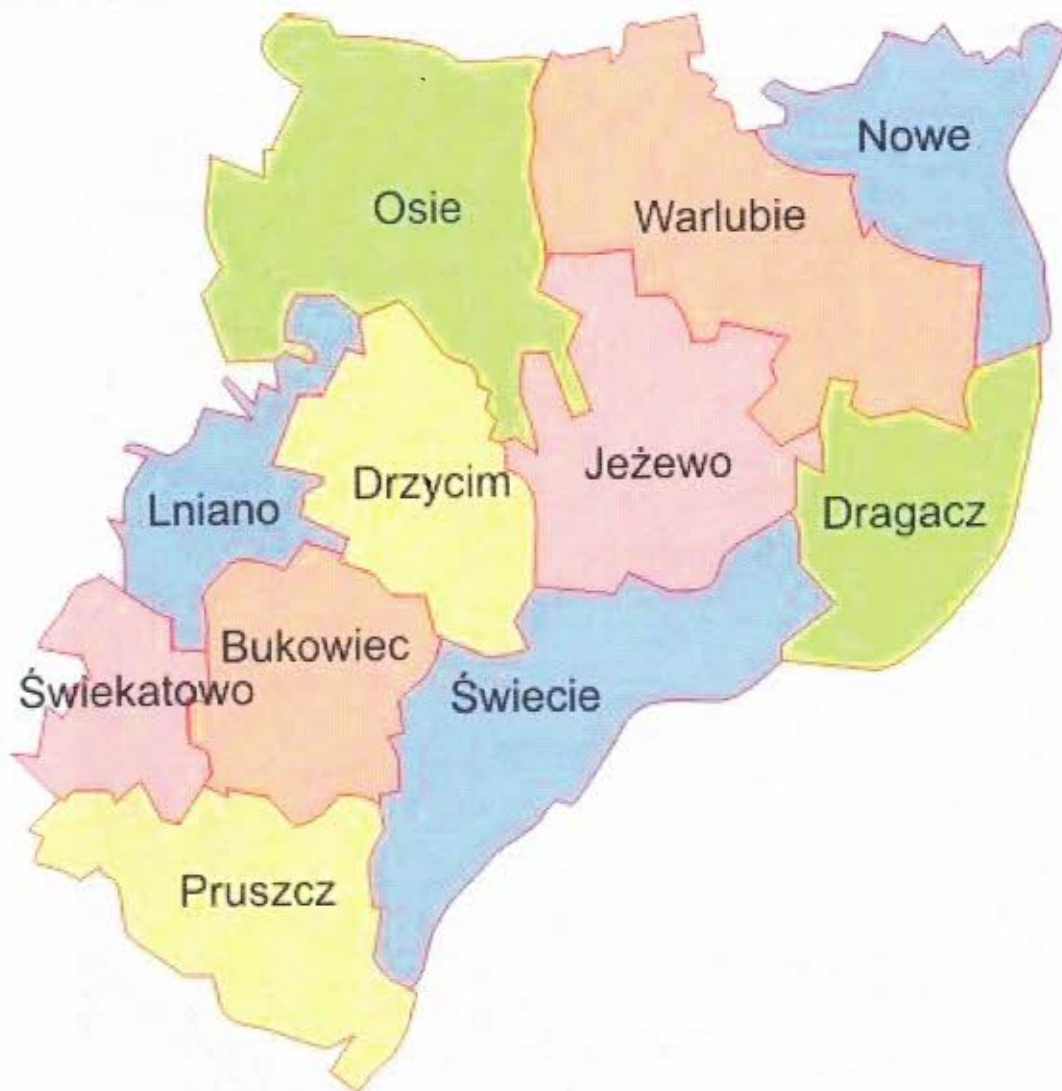 Nowe
Osie
Warlubie
Jeżewo
Drzycim
Lniano
Dragacz
Bukowiec
Świekatowo
Świecie
Pruszcz